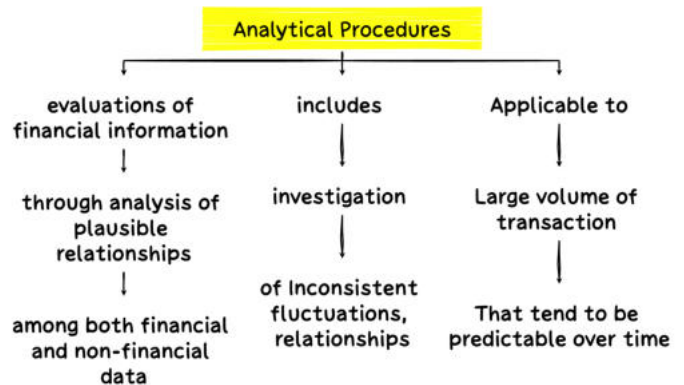 Analytical Procedures
evaluations of
financial information
through analysis of
plausible
relationships
among both financial
and non-financial
data
includes
investigation
of Inconsistent
fluctuations,
relationships
Applicable to
Large volume of
transaction
That tend to be
predictable over time